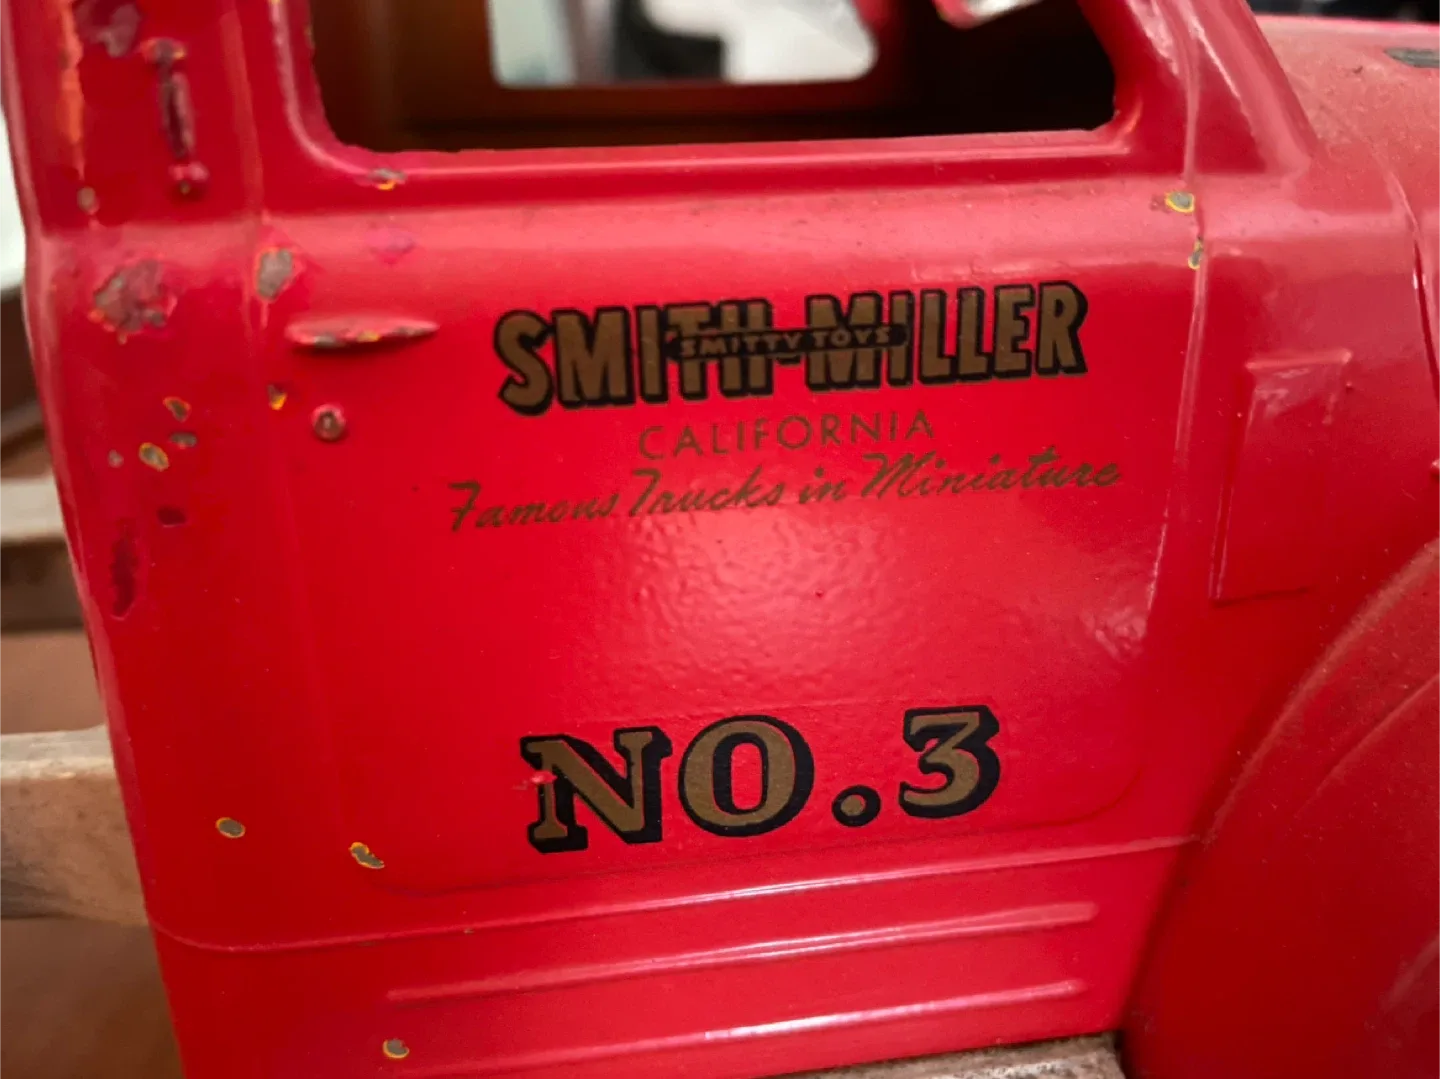 SMITH-MILLER
SMITTY TOYS
CALIFORNIA
Famous Trucks in Miniature
NO.3